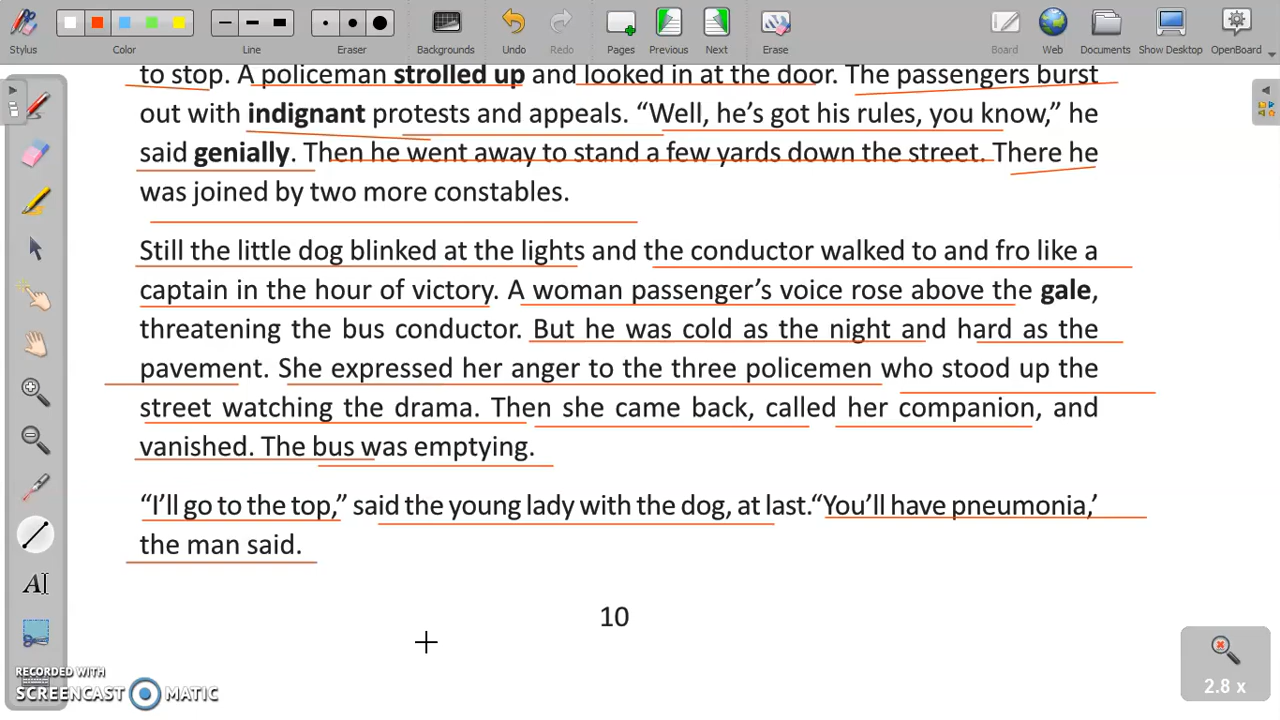 Stylus Color Line Eraser Backgrounds Undo Redo Pages Previous Next Erase Board Web Documents Show Desktop OpenBoard
to stop. A policeman strolled up and looked in at the door. The passengers burst
out with indignant protests and appeals. “Well, he’s got his rules, you know,” he
said genially. Then he went away to stand a few yards down the street. There he
was joined by two more constables.
Still the little dog blinked at the lights and the conductor walked to and fro like a
captain in the hour of victory. A woman passenger’s voice rose above the gale,
threatening the bus conductor. But he was cold as the night and hard as the
pavement. She expressed her anger to the three policemen who stood up the
street watching the drama. Then she came back, called her companion, and
vanished. The bus was emptying.
“I’ll go to the top,” said the young lady with the dog, at last.“You’ll have pneumonia,’
the man said.
10
AI
RECORDED WITH
SCREENCAST MATIC
2.8 x